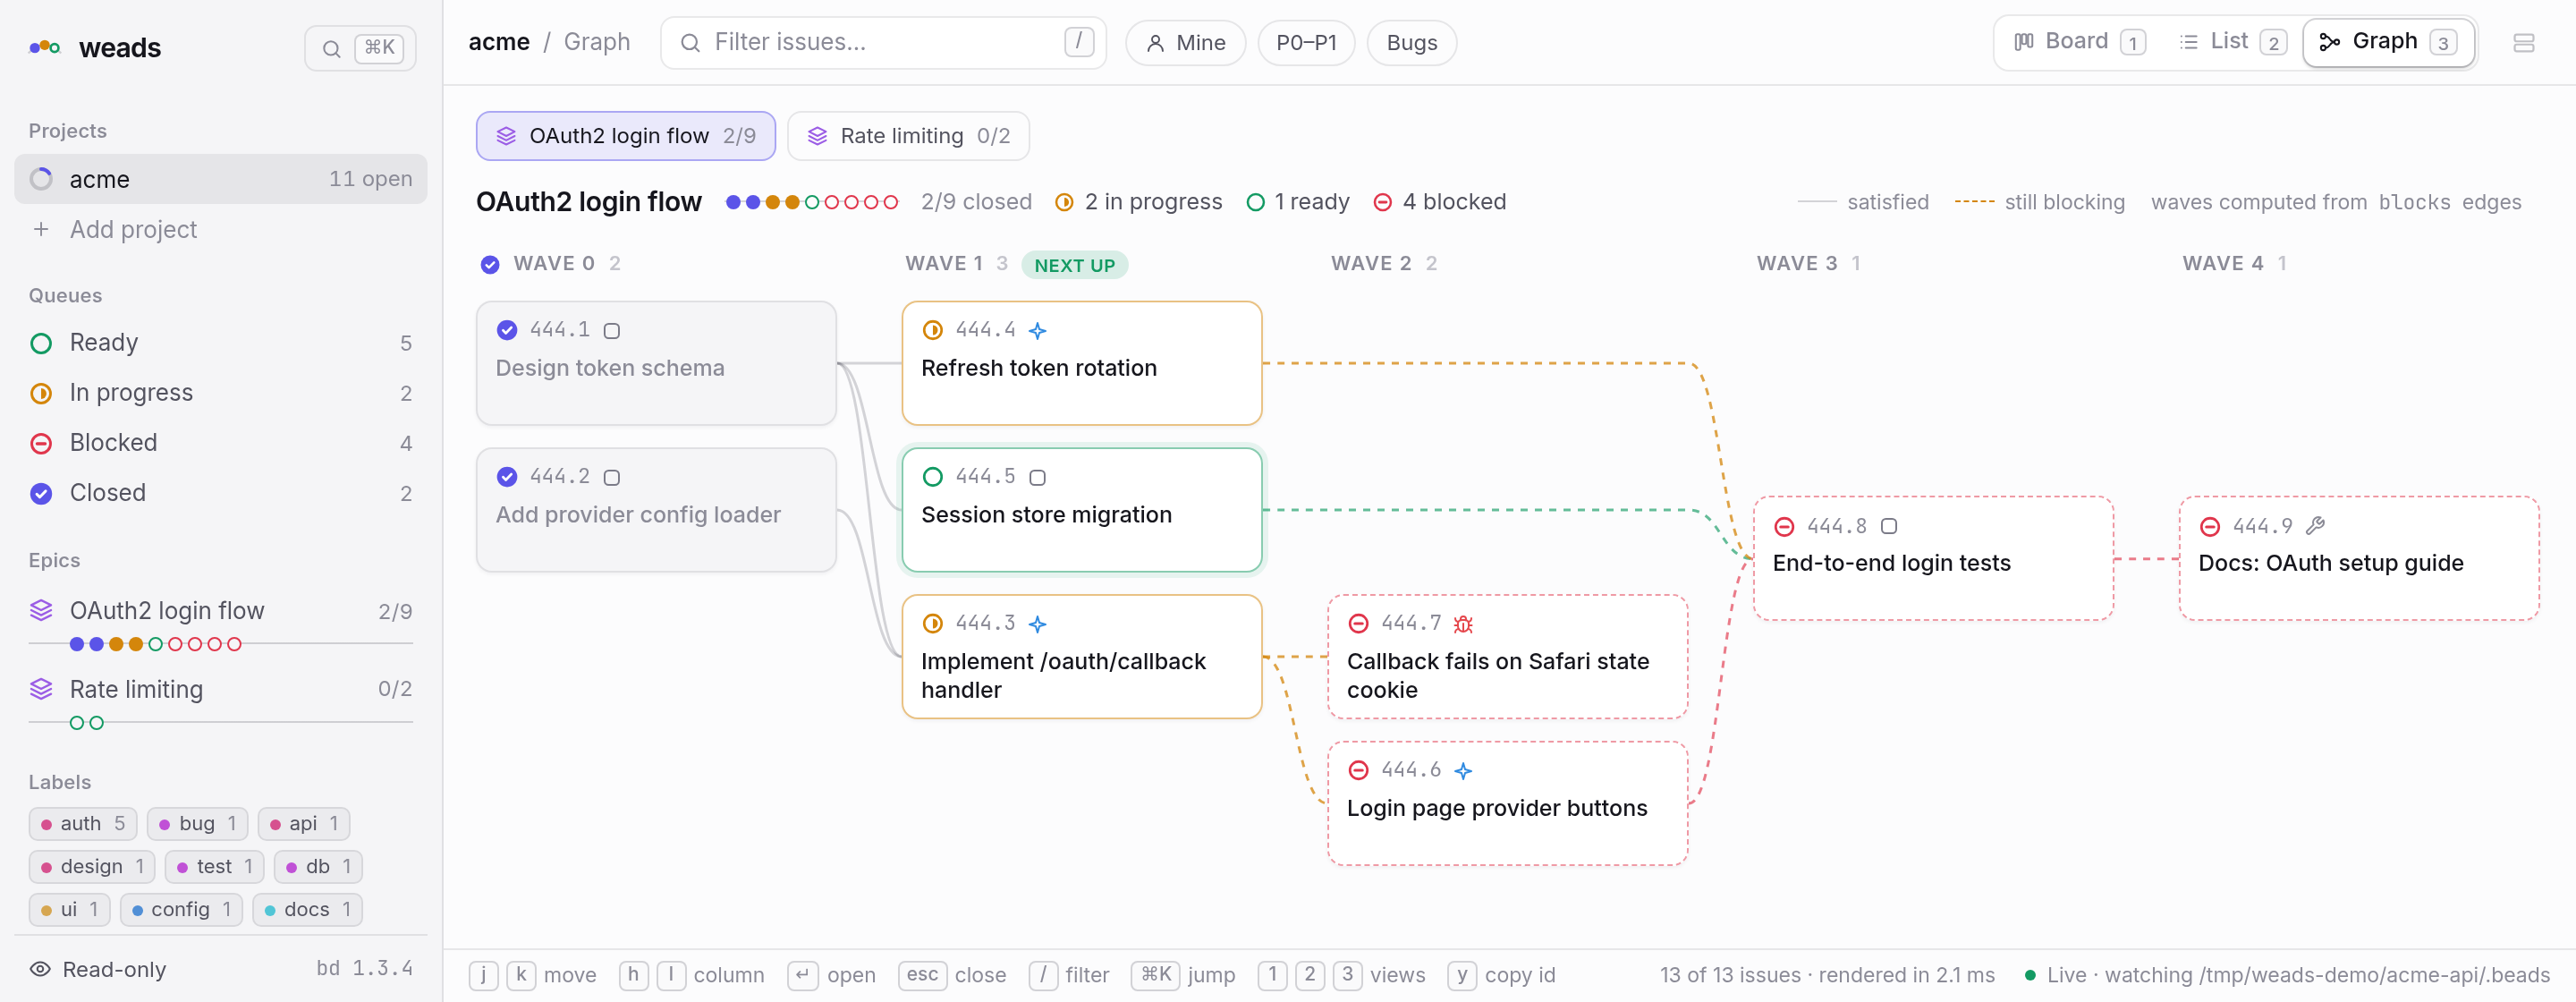 weads
⌘K
Projects
acme 11 open
+ Add project
Queues
Ready 5
In progress 2
Blocked 4
Closed 2
Epics
OAuth2 login flow 2/9
Rate limiting 0/2
Labels
auth 5 bug 1 api 1
design 1 test 1 db 1
ui 1 config 1 docs 1
Read-only bd 1.3.4
acme / Graph
Filter issues... /
Mine P0–P1 Bugs
Board 1 List 2 Graph 3
OAuth2 login flow 2/9 Rate limiting 0/2
OAuth2 login flow 2/9 closed 2 in progress 1 ready 4 blocked
satisfied still blocking waves computed from blocks edges
WAVE 0 2
444.1
Design token schema
444.2
Add provider config loader
WAVE 1 3 NEXT UP
444.4
Refresh token rotation
444.5
Session store migration
444.3
Implement /oauth/callback
handler
WAVE 2 2
444.7
Callback fails on Safari state
cookie
444.6
Login page provider buttons
WAVE 3 1
444.8
End-to-end login tests
WAVE 4 1
444.9
Docs: OAuth setup guide
j k move h l column ↵ open esc close / filter ⌘K jump 1 2 3 views y copy id
13 of 13 issues · rendered in 2.1 ms Live · watching /tmp/weads-demo/acme-api/.beads